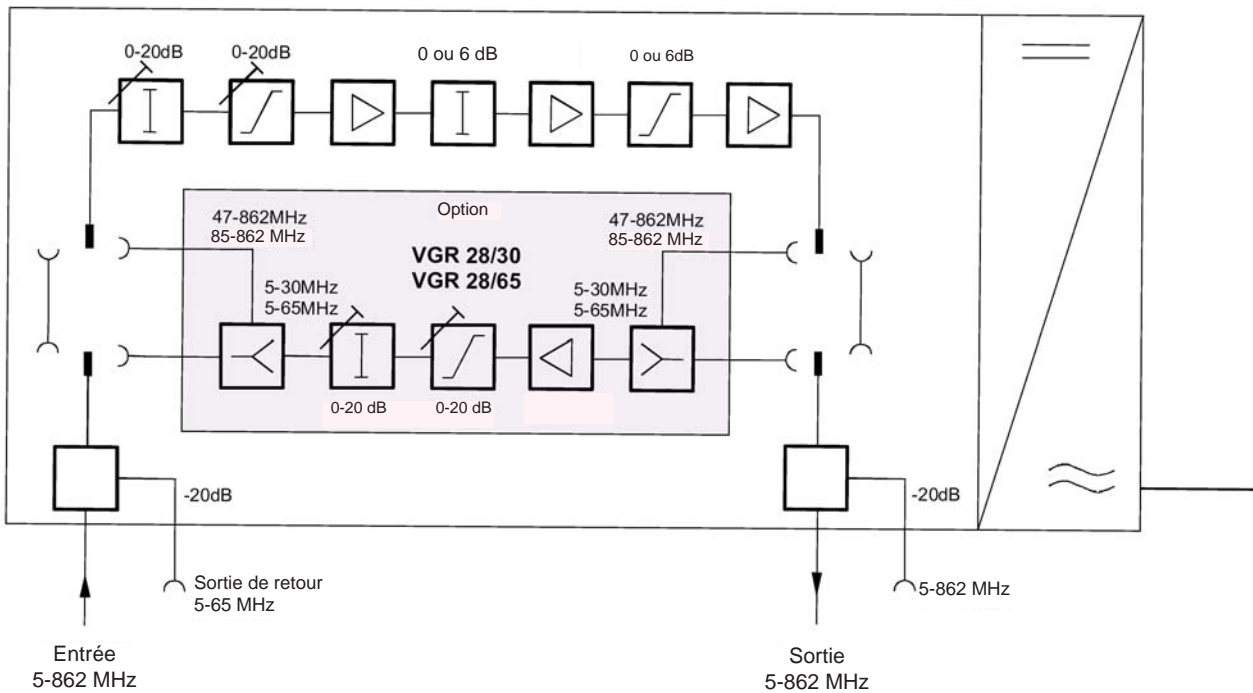 0-20dB
0-20dB
0 ou 6 dB
0 ou 6dB
Option
47-862MHz
85-862 MHz
47-862MHz
85-862 MHz
VGR 28/30
VGR 28/65
5-30MHz
5-65MHz
5-30MHz
5-65MHz
0-20 dB
0-20 dB
-20dB
-20dB
Sortie de retour
5-65 MHz
5-862 MHz
Entrée
5-862 MHz
Sortie
5-862 MHz